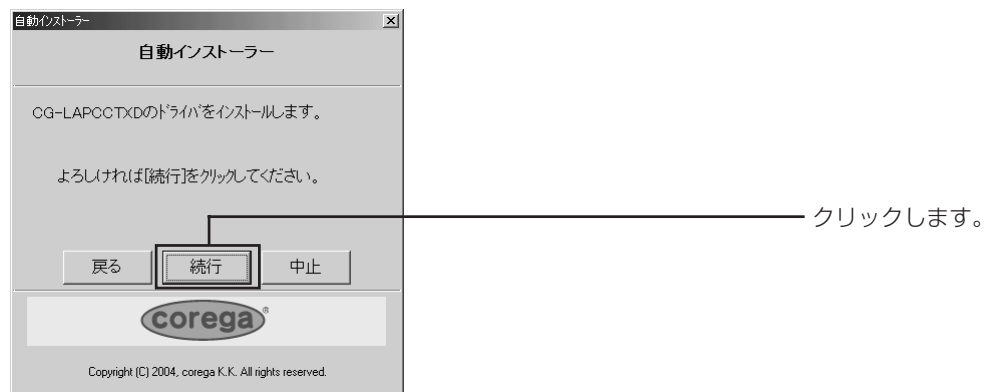 自動インストーラー
自動インストーラー
CG-LAPCCTXDのドライバをインストールします。
よろしければ[続行]をクリックしてください。
クリックします。
戻る 続行 中止
corega®
Copyright (C) 2004, corega K.K. All rights reserved.